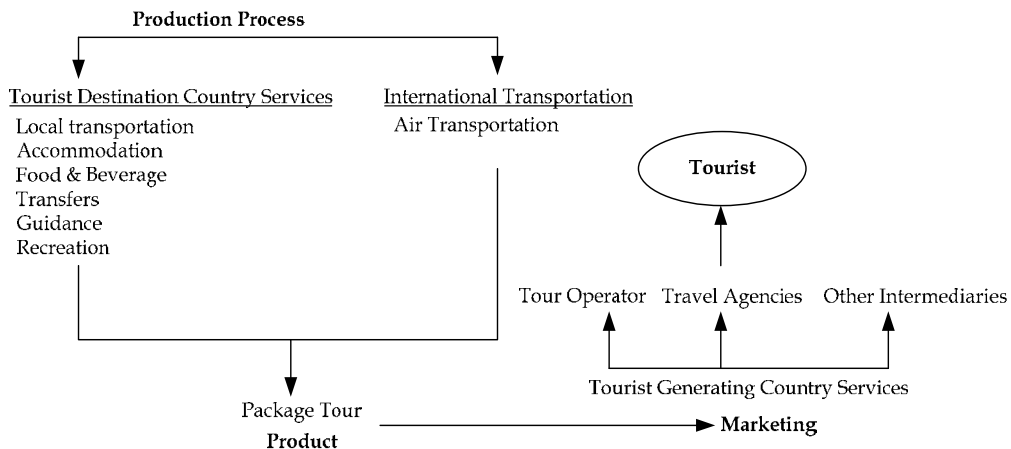 Production Process
Tourist Destination Country Services
Local transportation
Accommodation
Food & Beverage
Transfers
Guidance
Recreation
International Transportation
Air Transportation
Package Tour
Product
Marketing
Tourist Generating Country Services
Tour Operator
Travel Agencies
Other Intermediaries
Tourist